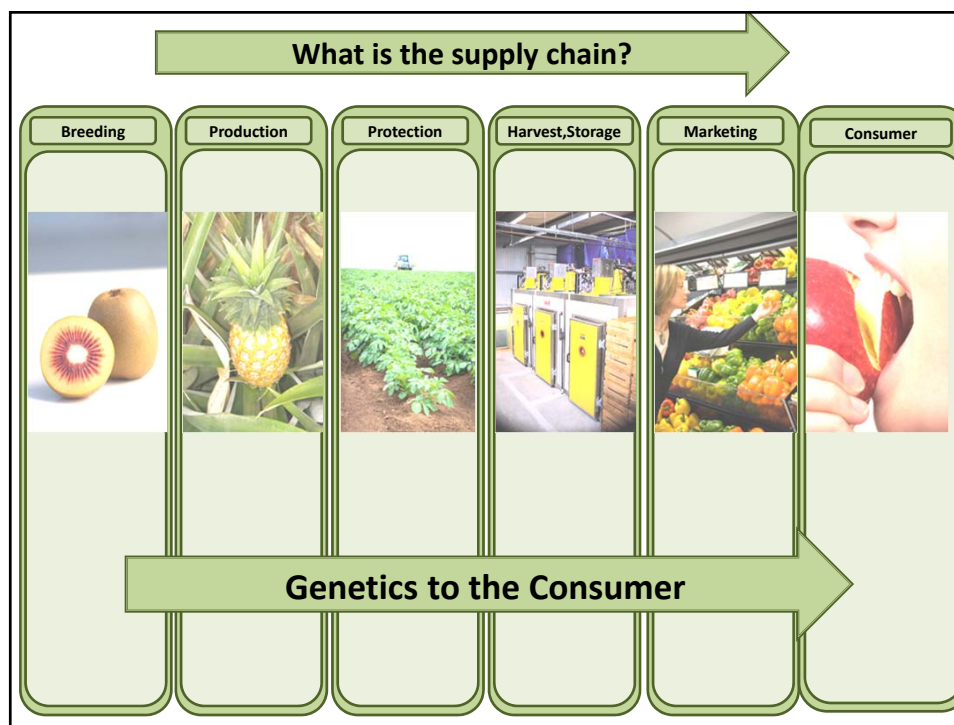 What is the supply chain?
Breeding
Production
Protection
Harvest,Storage
Marketing
Consumer
Genetics to the Consumer